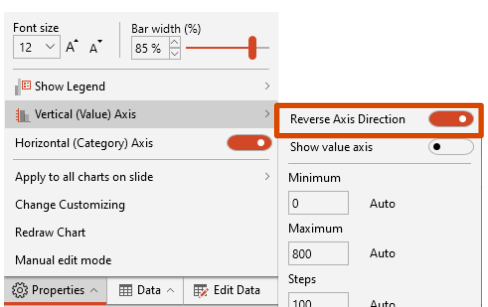 Font size
Bar width (%)
12 A A
85 %
Show Legend
Vertical (Value) Axis
Horizontal (Category) Axis
Apply to all charts on slide
Change Customizing
Redraw Chart
Manual edit mode
Properties
Data
Edit Data
Reverse Axis Direction
Show value axis
Minimum
0 Auto
Maximum
800 Auto
Steps
100 Auto